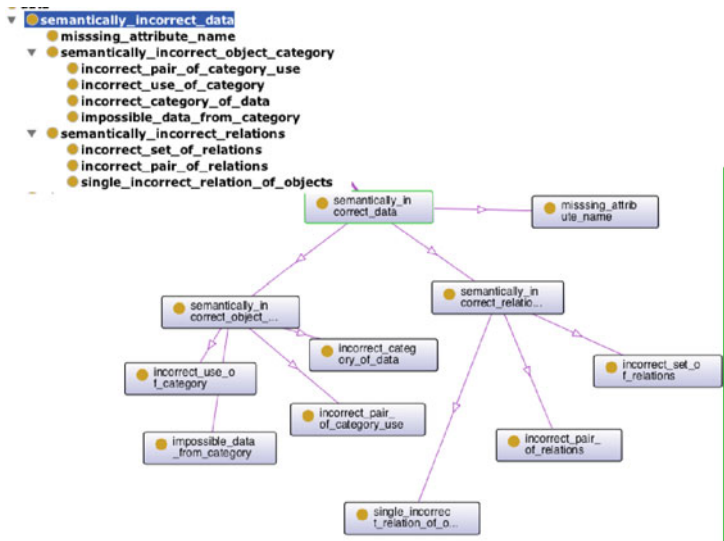 semantically_incorrect_data
misssing_attribute_name
semantically_incorrect_object_category
incorrect_pair_of_category_use
incorrect_use_of_category
incorrect_category_of_data
impossible_data_from_category
semantically_incorrect_relations
incorrect_set_of_relations
incorrect_pair_of_relations
single_incorrect_relation_of_objects
semantically_in
correct_data
misssing_attrib
ute_name
semantically_in
correct_object_...
semantically_in
correct_relatio...
incorrect_categ
ory_of_data
incorrect_set_o
f_relations
incorrect_use_o
f_category
incorrect_pair_
of_category_use
impossible_data
_from_category
incorrect_pair_
of_relations
single_incorrec
t_relation_of_o...